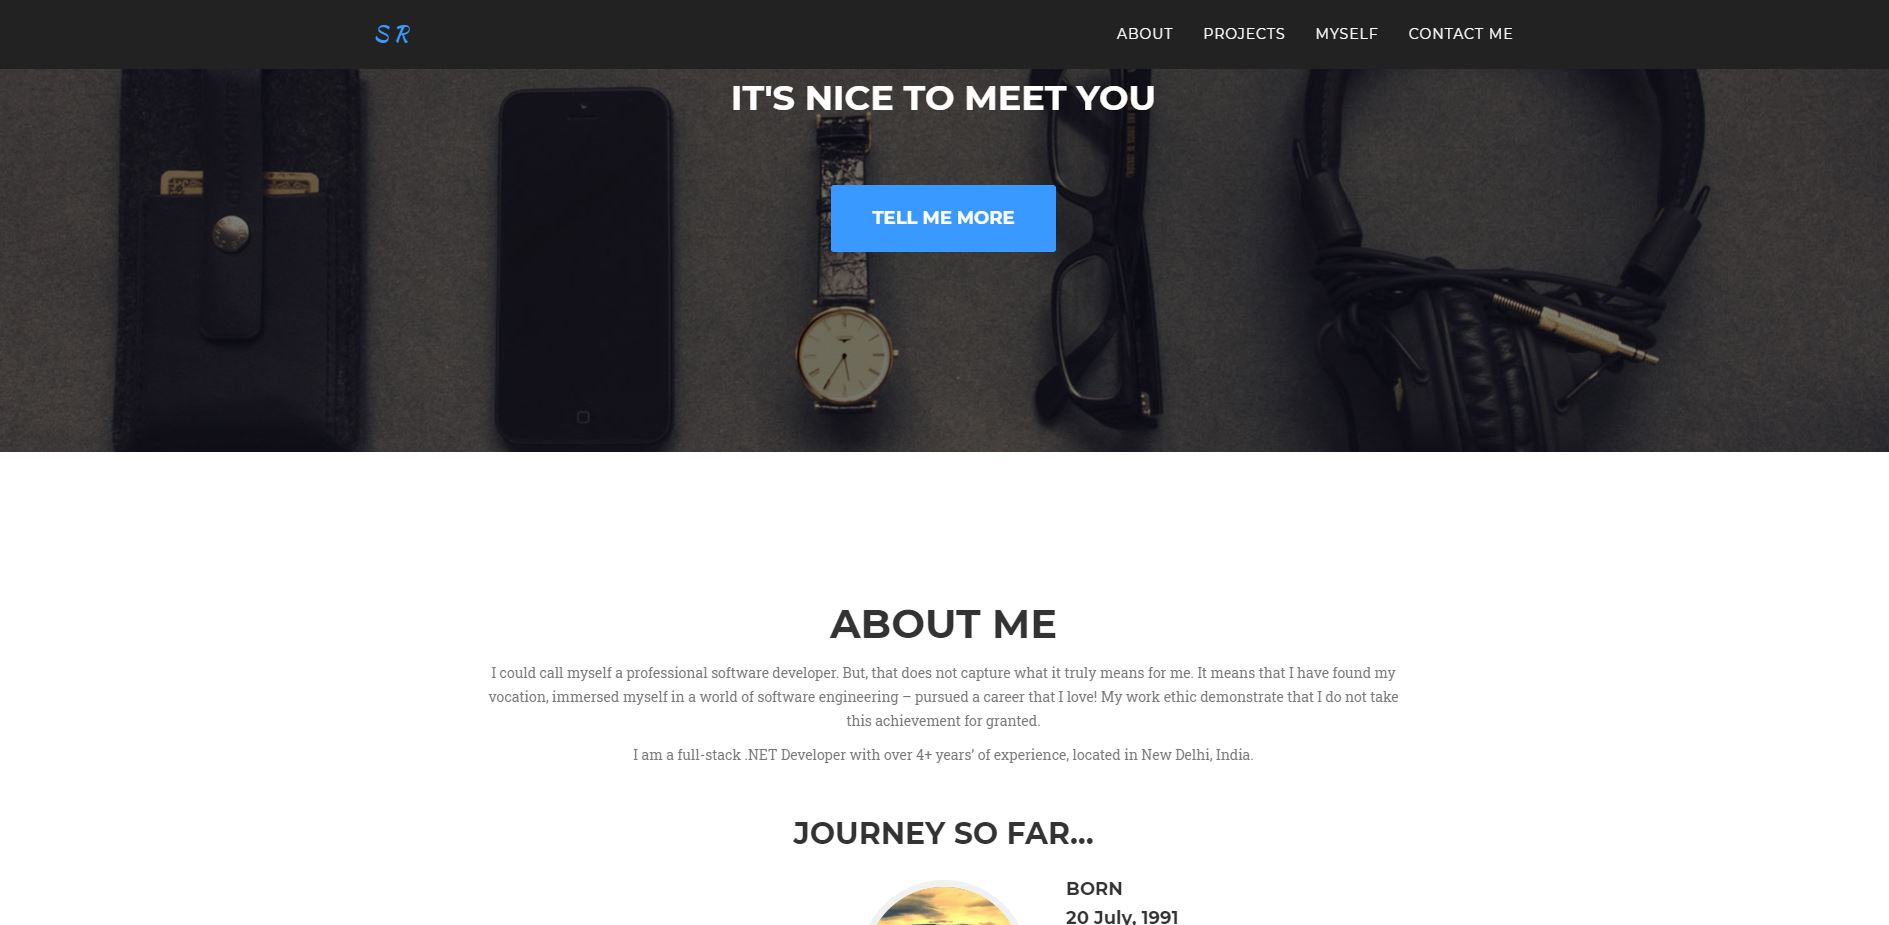 S R
ABOUT PROJECTS MYSELF CONTACT ME
IT'S NICE TO MEET YOU
TELL ME MORE
ABOUT ME
I could call myself a professional software developer. But, that does not capture what it truly means for me. It means that I have found my
vocation, immersed myself in a world of software engineering – pursued a career that I love! My work ethic demonstrate that I do not take
this achievement for granted.
I am a full-stack .NET Developer with over 4+ years’ of experience, located in New Delhi, India.
JOURNEY SO FAR...
BORN
20 July, 1991